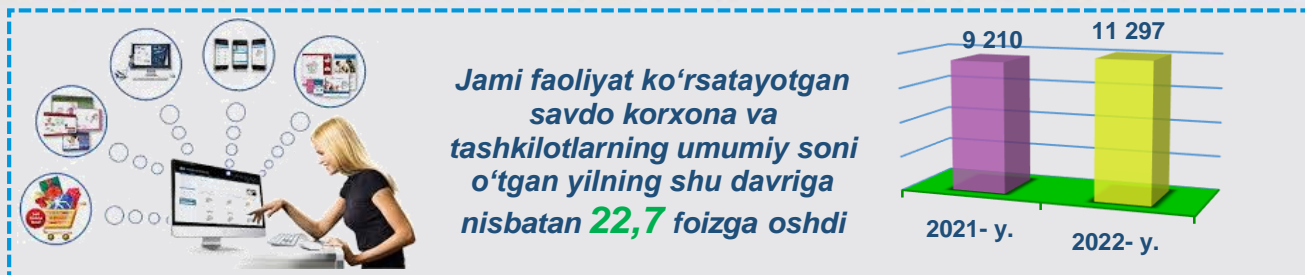 Jami faoliyat ko‘rsatayotgan
savdo korxona va
tashkilotlarning umumiy soni
o‘tgan yilning shu davriga
nisbatan 22,7 foizga oshdi
9 210
11 297
2021- y.
2022- y.